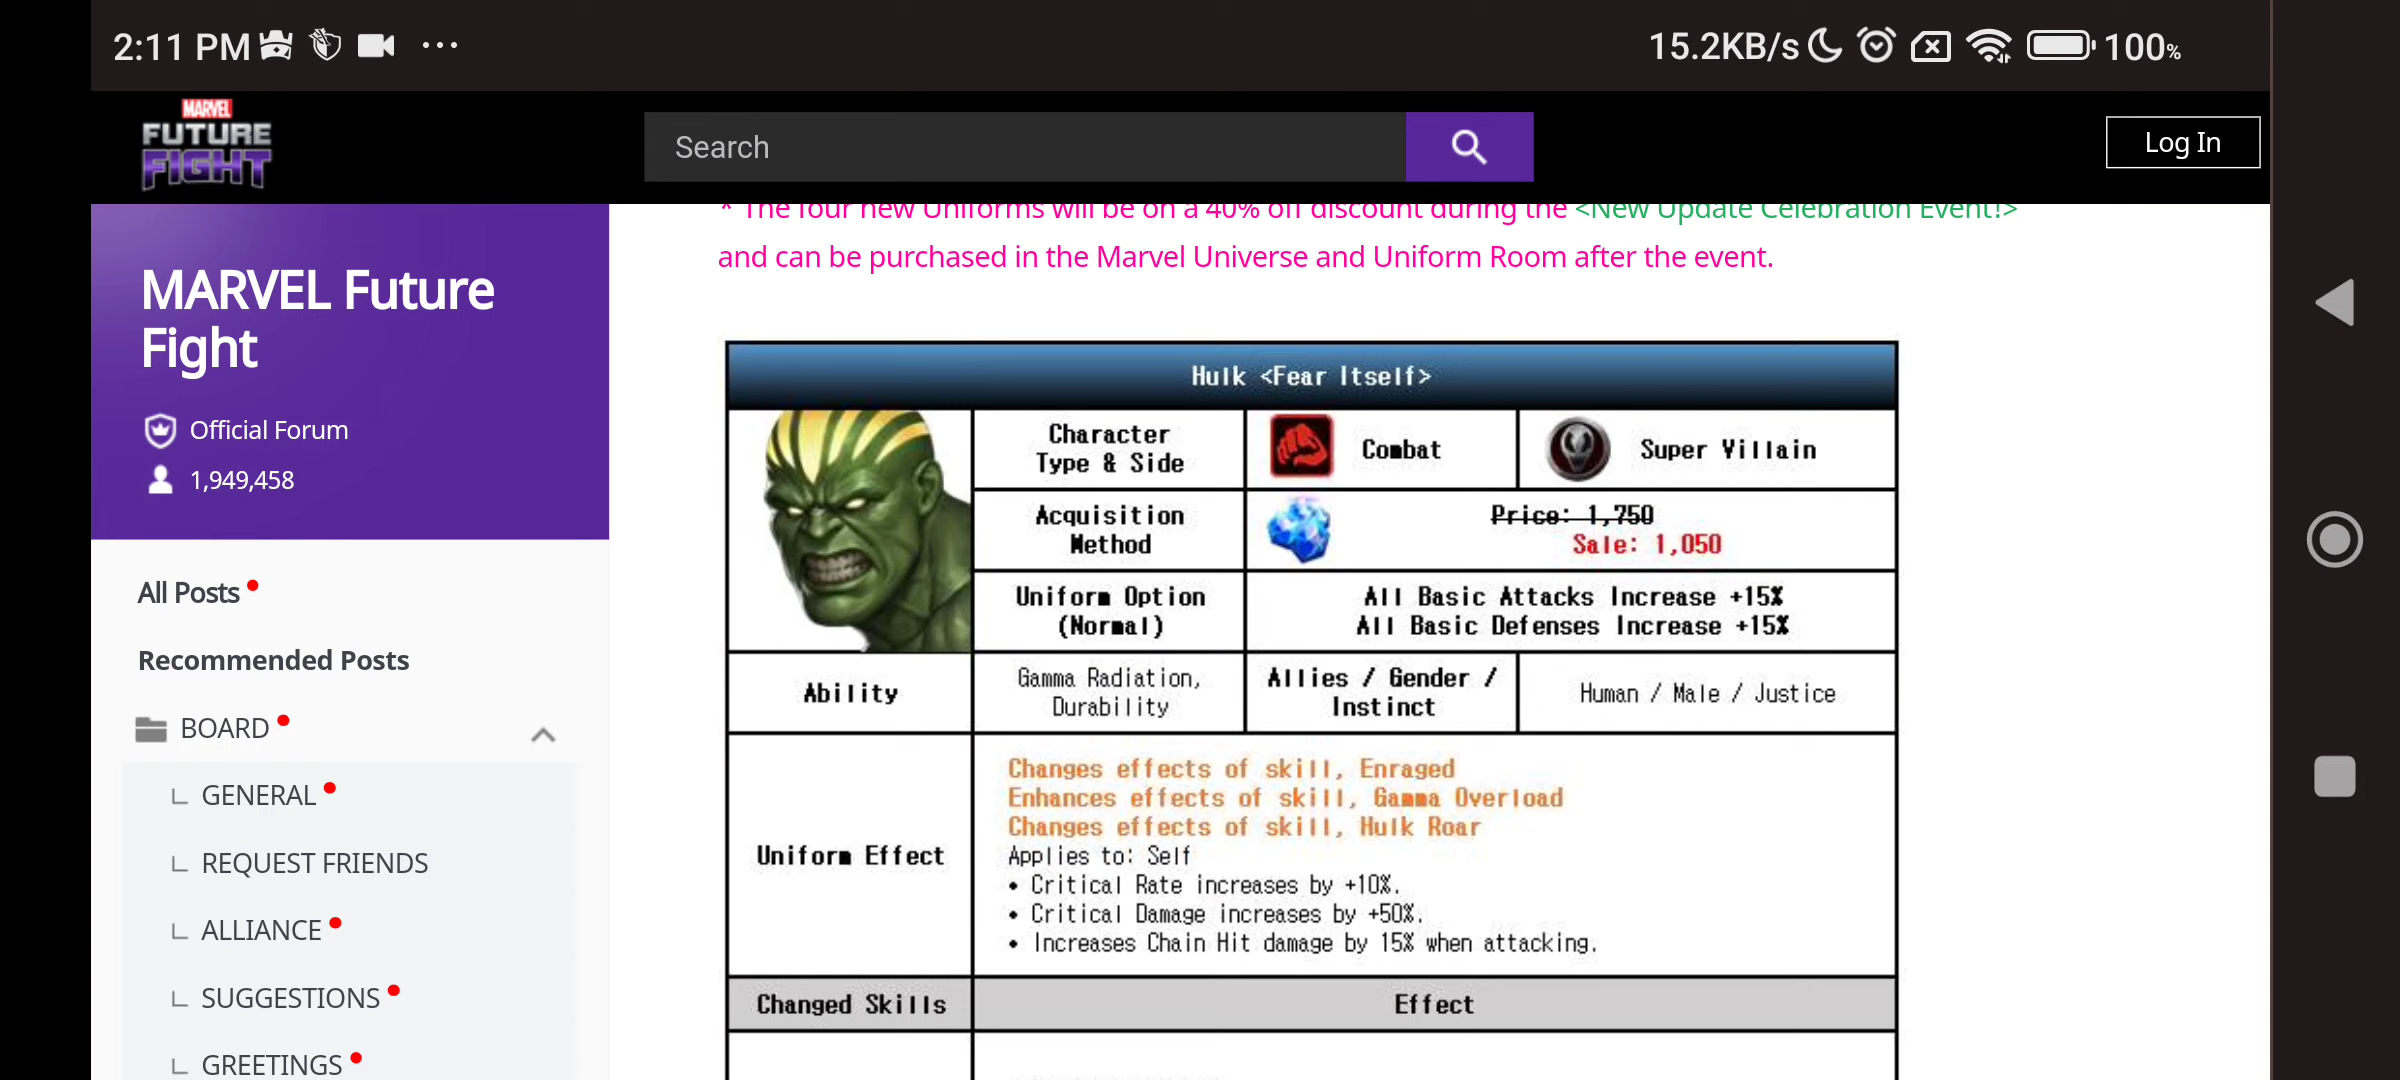 2:11 PM ...
15.2KB/s 100%
MARVEL
FUTURE
FIGHT
Search
Log In
* The four new Uniforms will be on a 40% off discount during the <New Update Celebration Event!>
and can be purchased in the Marvel Universe and Uniform Room after the event.
MARVEL Future
Fight
Official Forum
1,949,458
All Posts
Recommended Posts
BOARD
GENERAL
REQUEST FRIENDS
ALLIANCE
SUGGESTIONS
GREETINGS
Hulk <Fear Itself>
Character
Type & Side
Combat
Super Villain
Acquisition
Method
Price: 1,750
Sale: 1,050
Uniform Option
(Normal)
All Basic Attacks Increase +15%
All Basic Defenses Increase +15%
Ability
Gamma Radiation,
Durability
Allies / Gender /
Instinct
Human / Male / Justice
Uniform Effect
Changes effects of skill, Enraged
Enhances effects of skill, Gamma Overload
Changes effects of skill, Hulk Roar
Applies to: Self
• Critical Rate increases by +10%.
• Critical Damage increases by +50%.
• Increases Chain Hit damage by 15% when attacking.
Changed Skills
Effect